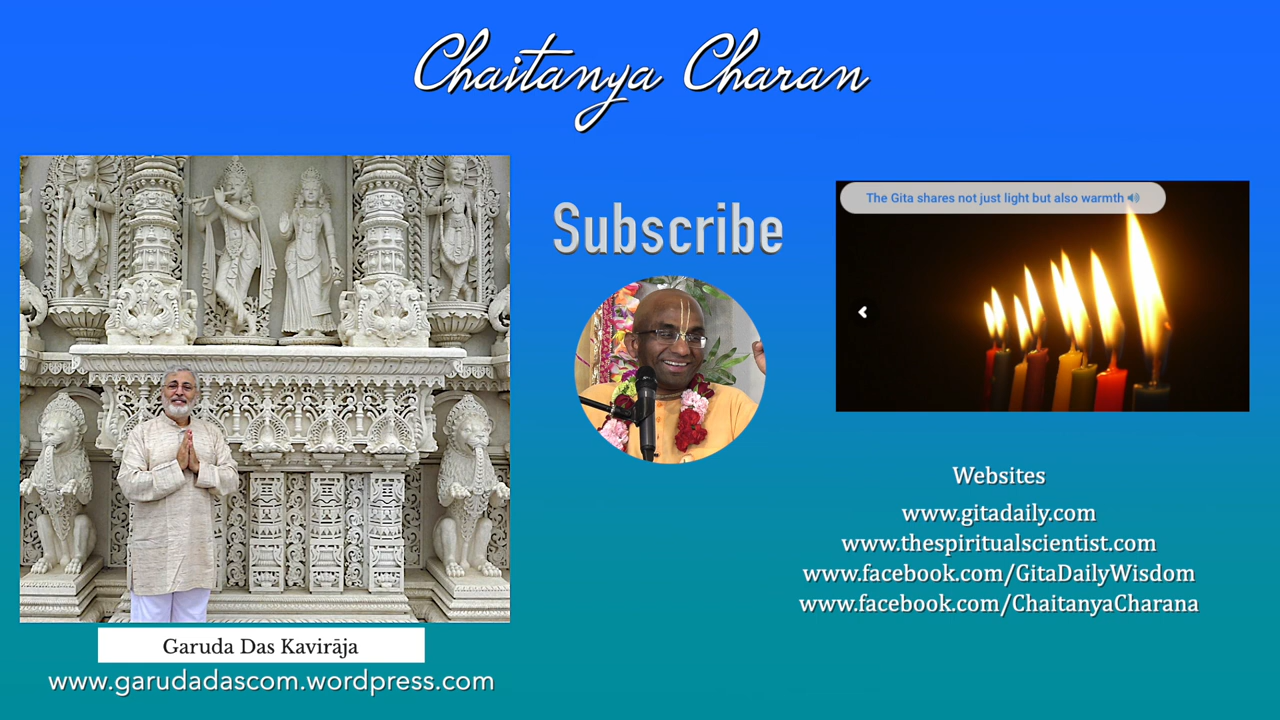 Chaitanya Charan
Subscribe
The Gita shares not just light but also warmth
Websites
www.gitadaily.com
www.thespiritualscientist.com
www.facebook.com/GitaDailyWisdom
www.facebook.com/ChaitanyaCharana
Garuda Das Kavirāja
www.garudadascom.wordpress.com